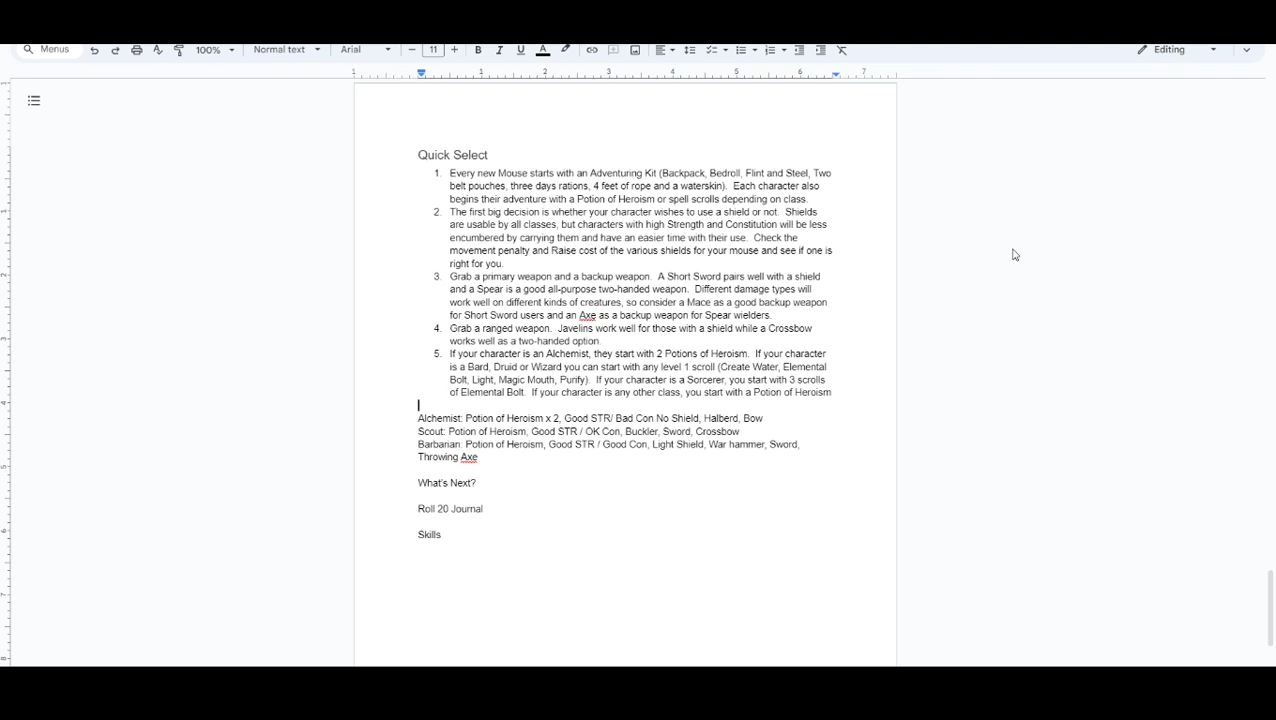 Menus 100% Normal text Arial 11 B I U A Editing
1 1 2 3 4 5 6 7
Quick Select
1. Every new Mouse starts with an Adventuring Kit (Backpack, Bedroll, Flint and Steel, Two
belt pouches, three days rations, 4 feet of rope and a waterskin). Each character also
begins their adventure with a Potion of Heroism or spell scrolls depending on class.
2. The first big decision is whether your character wishes to use a shield or not. Shields
are usable by all classes, but characters with high Strength and Constitution will be less
encumbered by carrying them and have an easier time with their use. Check the
movement penalty and Raise cost of the various shields for your mouse and see if one is
right for you.
3. Grab a primary weapon and a backup weapon. A Short Sword pairs well with a shield
and a Spear is a good all-purpose two-handed weapon. Different damage types will
work well on different kinds of creatures, so consider a Mace as a good backup weapon
for Short Sword users and an Axe as a backup weapon for Spear wielders.
4. Grab a ranged weapon. Javelins work well for those with a shield while a Crossbow
works well as a two-handed option.
5. If your character is an Alchemist, they start with 2 Potions of Heroism. If your character
is a Bard, Druid or Wizard you can start with any level 1 scroll (Create Water, Elemental
Bolt, Light, Magic Mouth, Purify). If your character is a Sorcerer, you start with 3 scrolls
of Elemental Bolt. If your character is any other class, you start with a Potion of Heroism
Alchemist: Potion of Heroism x 2, Good STR/ Bad Con No Shield, Halberd, Bow
Scout: Potion of Heroism, Good STR / OK Con, Buckler, Sword, Crossbow
Barbarian: Potion of Heroism, Good STR / Good Con, Light Shield, War hammer, Sword,
Throwing Axe
What's Next?
Roll 20 Journal
Skills